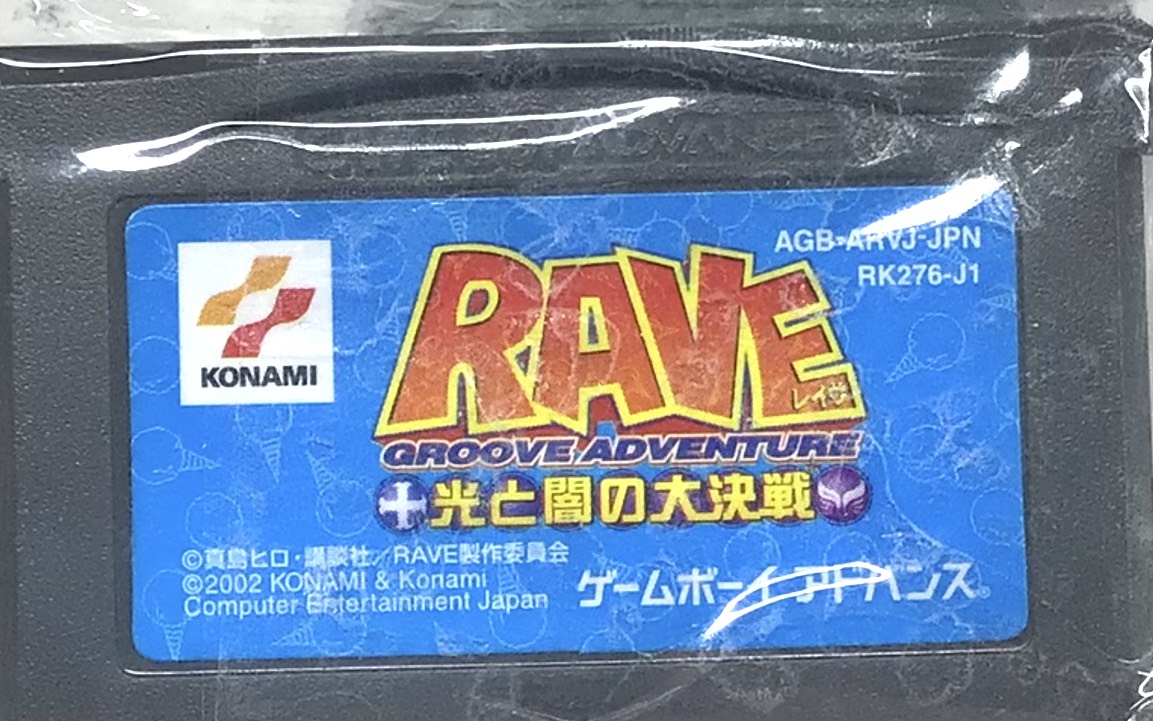 ADVANCE
AGB-ARVJ-JPN
RK276-J1
KONAMI
RAVE
レイヴ
GROOVE ADVENTURE
光と闇の大決戦
©真島ヒロ・講談社／RAVE製作委員会
©2002 KONAMI & Konami
Computer Entertainment Japan
ゲームボーイアドバンス®